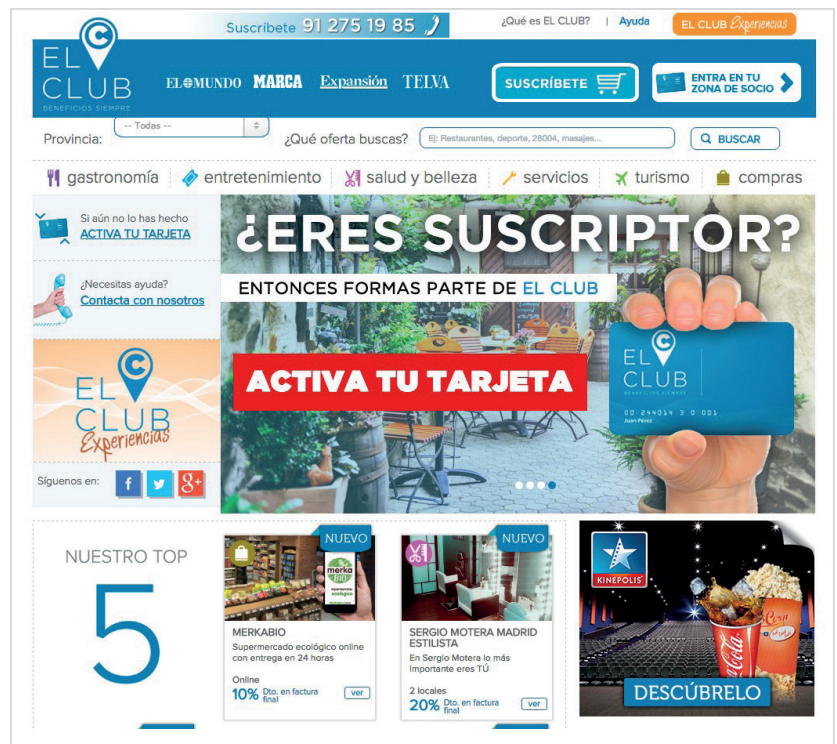 Suscríbete 91 275 19 85
¿Qué es EL CLUB? | Ayuda
EL CLUB Experiencias
EL C
CLUB
BENEFICIOS SIEMPRE
EL MUNDO MARCA Expansión TELVA
SUSCRÍBETE
ENTRA EN TU
ZONA DE SOCIO
Provincia: -- Todas --
¿Qué oferta buscas? Ej: Restaurantes, deporte, 28004, masajes...
BUSCAR
gastronomía entretenimiento salud y belleza servicios turismo compras
Si aún no lo has hecho
ACTIVA TU TARJETA
¿Necesitas ayuda?
Contacta con nosotros
EL C
CLUB
Experiencias
Síguenos en: f 8+
¿ERES SUSCRIPTOR?
ENTONCES FORMAS PARTE DE EL CLUB
ACTIVA TU TARJETA
EL C
CLUB
BENEFICIOS SIEMPRE
00 244014 3 0 001
Juan Pérez
NUESTRO TOP
5
NUEVO
merka
BIO
MERKABIO
Supermercado ecológico online
con entrega en 24 horas
Online
10% Dto. en factura
final
ver
NUEVO
SERGIO MOTERA MADRID
ESTILISTA
En Sergio Motera lo más
importante eres TÚ
2 locales
20% Dto. en factura
final
ver
KINEPOLIS
Coca-Cola
DESCÚBRELO